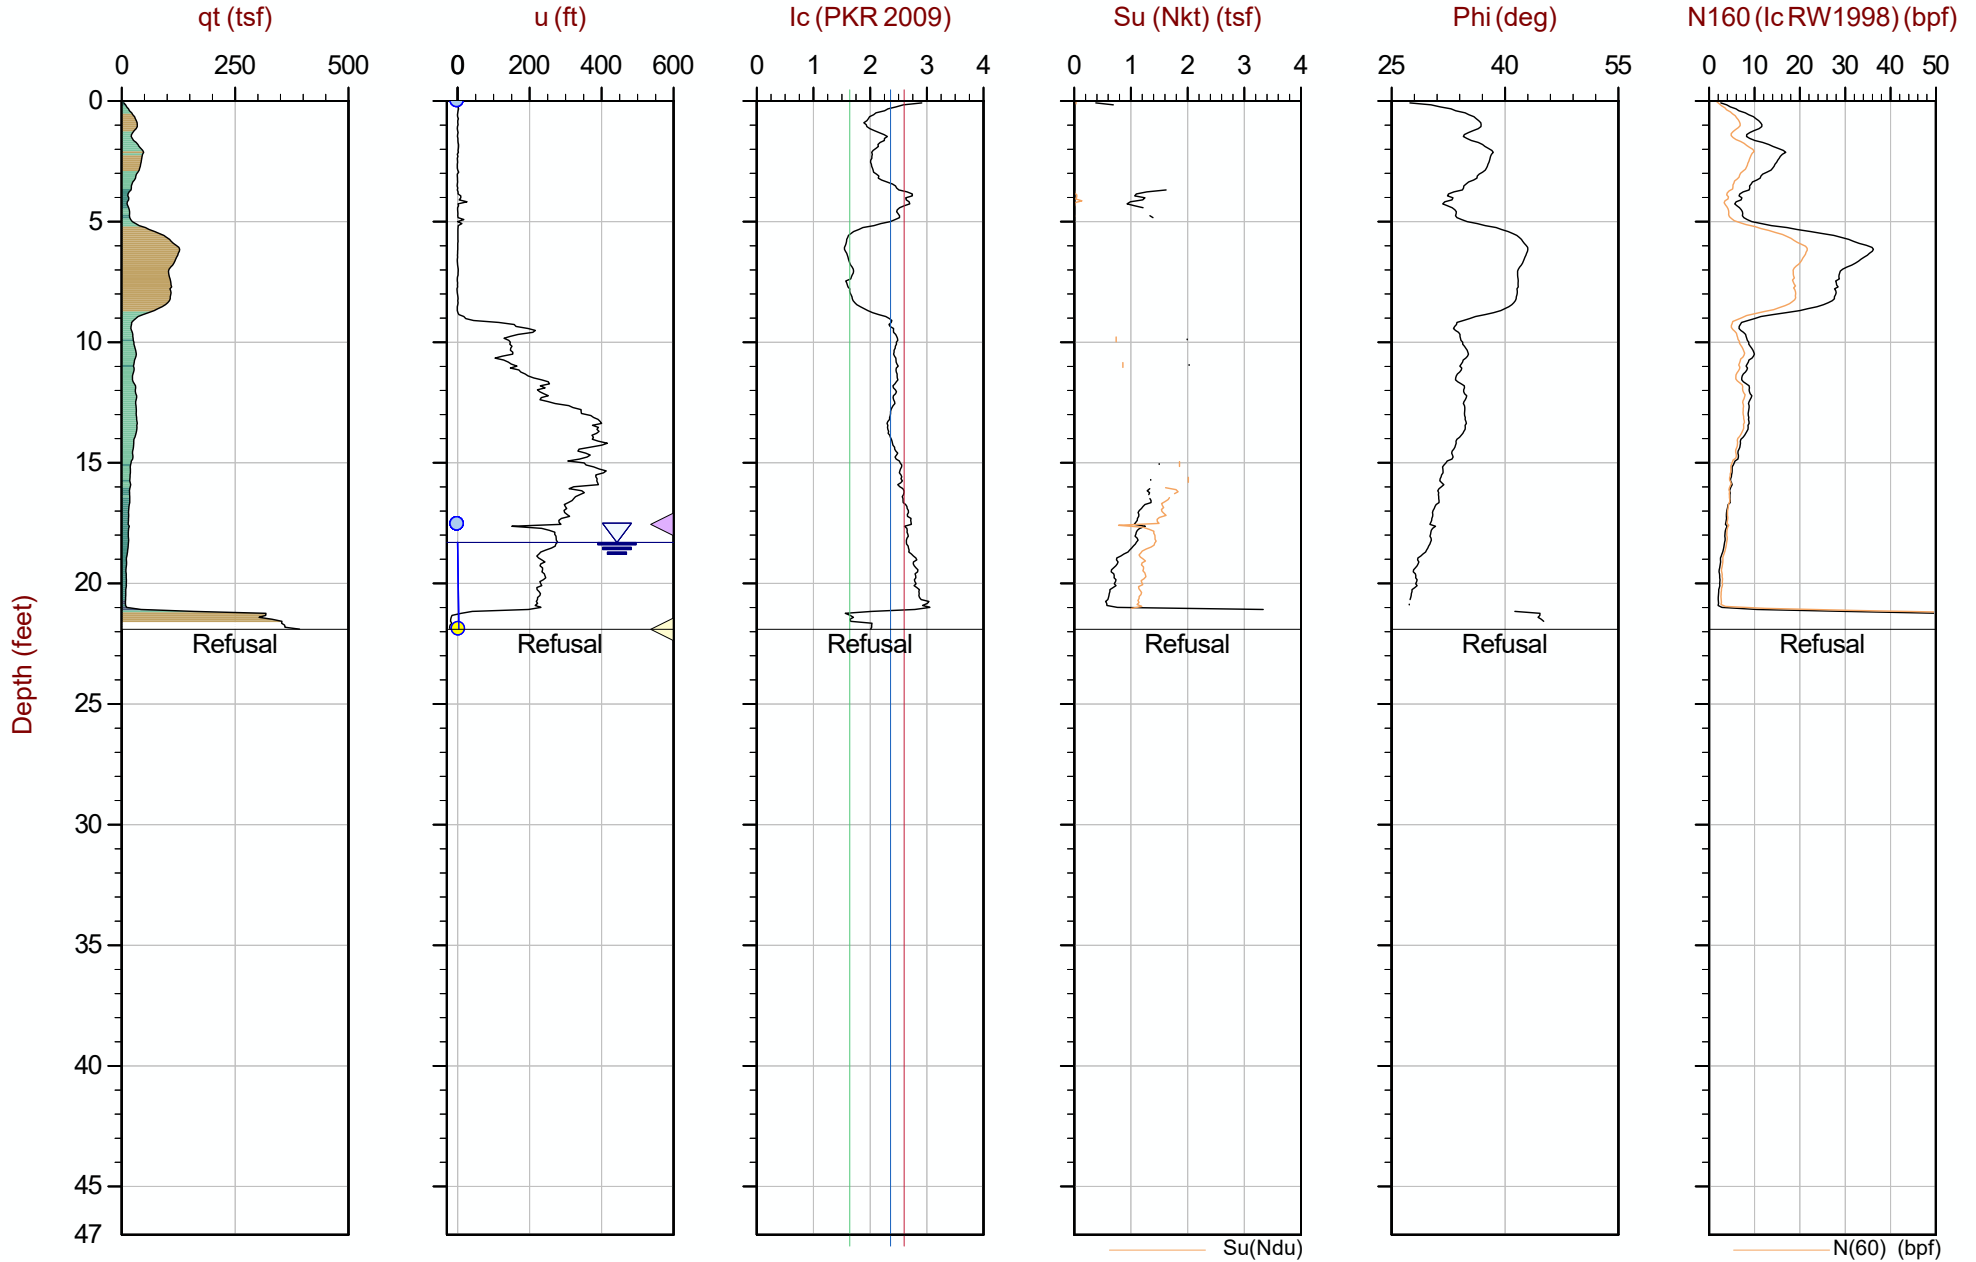 qt (tsf) u (ft) Ic (PKR 2009) Su (Nkt) (tsf) Phi (deg) N160 (Ic RW1998) (bpf)
0 250 500 0 200 400 600 0 1 2 3 4 0 1 2 3 4 25 40 55 0 10 20 30 40 50
0
5
10
15
20
Refusal Refusal Refusal Refusal Refusal Refusal
Depth (feet)
25
30
35
40
45
47
Su(Ndu) N(60) (bpf)